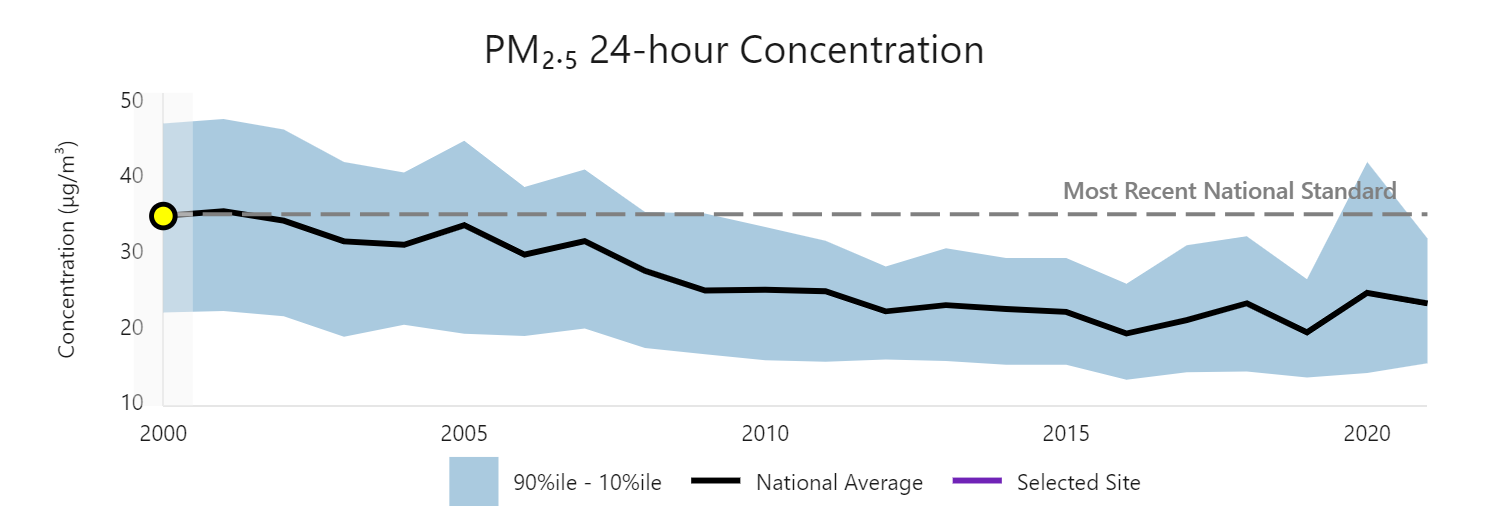 PM₂.₅ 24-hour Concentration
Concentration (µg/m³)
50
40
30
20
10
Most Recent National Standard
2000 2005 2010 2015 2020
90%ile - 10%ile National Average Selected Site